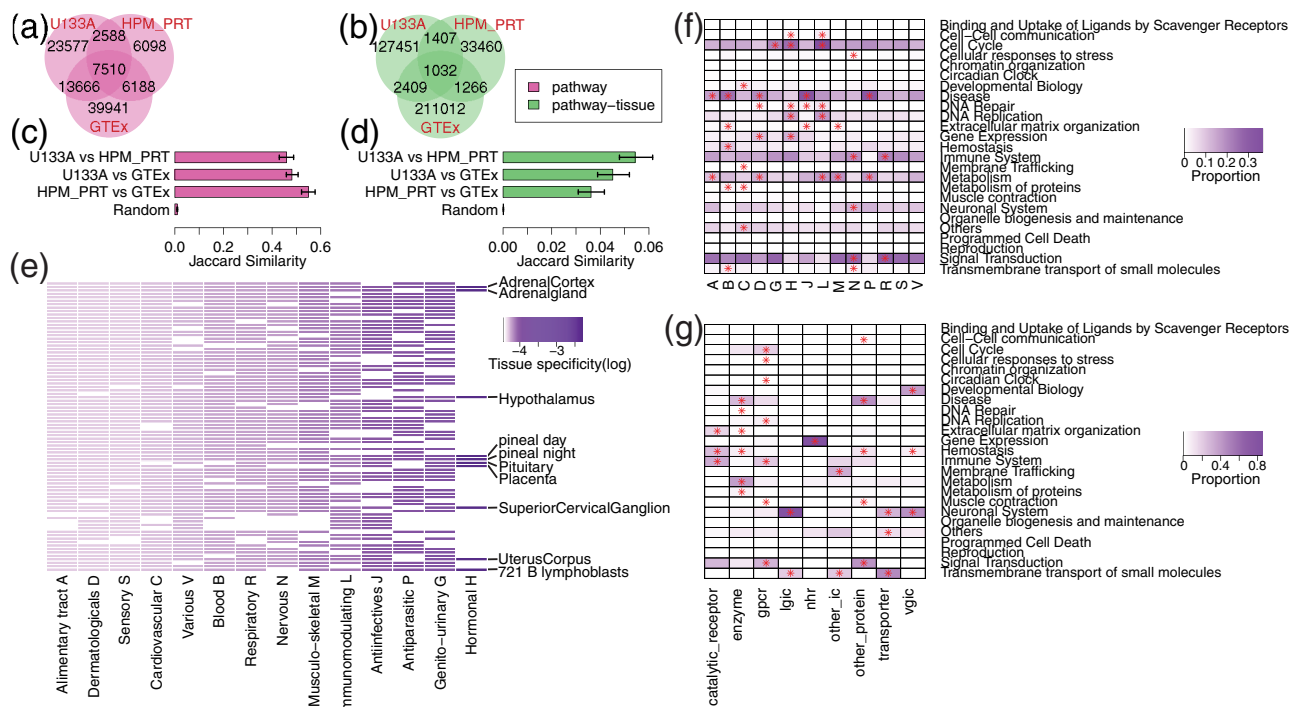 (a)
U133A
HPM_PRT
23577
2588
6098
7510
13666
6188
39941
GTEx
(b)
U133A
HPM_PRT
127451
1407
33460
1032
2409
1266
211012
GTEx
pathway
pathway-tissue
(c)
U133A vs HPM_PRT
U133A vs GTEx
HPM_PRT vs GTEx
Random
0.0
0.2
0.4
0.6
Jaccard Similarity
(d)
U133A vs HPM_PRT
U133A vs GTEx
HPM_PRT vs GTEx
Random
0.00
0.02
0.04
0.06
Jaccard Similarity
(e)
AdrenalCortex
Adrenalgland
Hypothalamus
pineal day
pineal night
Pituitary
Placenta
SuperiorCervicalGanglion
UterusCorpus
721 B lymphoblasts
−4
−3
Tissue specificity(log)
Alimentary tract A
Dermatologicals D
Sensory S
Cardiovascular C
Various V
Blood B
Respiratory R
Nervous N
Musculo−skeletal M
mmunomodulating L
Antiinfectives J
Antiparasitic P
Genito−urinary G
Hormonal H
(f)
Binding and Uptake of Ligands by Scavenger Receptors
Cell−Cell communication
Cell Cycle
Cellular responses to stress
Chromatin organization
Circadian Clock
Developmental Biology
Disease
DNA Repair
DNA Replication
Extracellular matrix organization
Gene Expression
Hemostasis
Immune System
Membrane Trafficking
Metabolism
Metabolism of proteins
Muscle contraction
Neuronal System
Organelle biogenesis and maintenance
Others
Programmed Cell Death
Reproduction
Signal Transduction
Transmembrane transport of small molecules
A
B
C
D
G
H
J
L
M
N
P
R
S
V
0
0.1
0.2
0.3
Proportion
(g)
Binding and Uptake of Ligands by Scavenger Receptors
Cell−Cell communication
Cell Cycle
Cellular responses to stress
Chromatin organization
Circadian Clock
Developmental Biology
Disease
DNA Repair
DNA Replication
Extracellular matrix organization
Gene Expression
Hemostasis
Immune System
Membrane Trafficking
Metabolism
Metabolism of proteins
Muscle contraction
Neuronal System
Organelle biogenesis and maintenance
Others
Programmed Cell Death
Reproduction
Signal Transduction
Transmembrane transport of small molecules
catalytic_receptor
enzyme
gpcr
lgic
nhr
other_ic
other_protein
transporter
vgic
0
0.4
0.8
Proportion